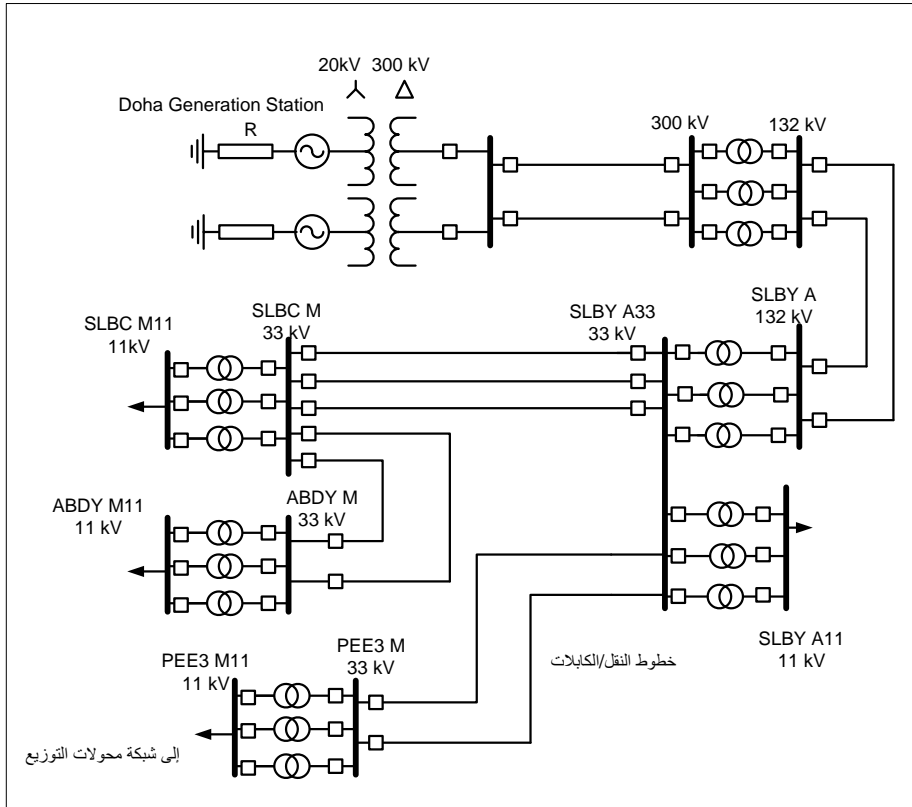 20kV
300 kV
Doha Generation Station
R
300 kV
132 kV
SLBC M11
11kV
SLBC M
33 kV
SLBY A33
33 kV
SLBY A
132 kV
ABDY M11
11 kV
ABDY M
33 kV
PEE3 M11
11 kV
PEE3 M
33 kV
خطوط النقل/الكابلات
SLBY A11
11 kV
إلى شبكة محولات التوزيع